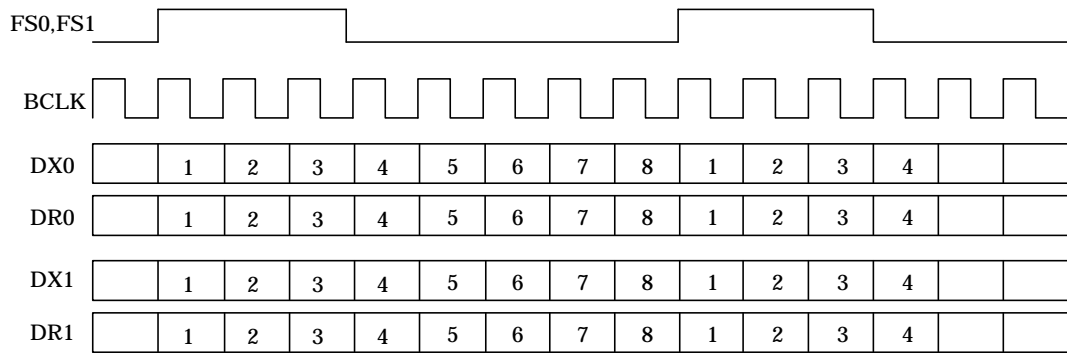 FS0,FS1
BCLK
DX0 1 2 3 4 5 6 7 8 1 2 3 4
DR0 1 2 3 4 5 6 7 8 1 2 3 4
DX1 1 2 3 4 5 6 7 8 1 2 3 4
DR1 1 2 3 4 5 6 7 8 1 2 3 4